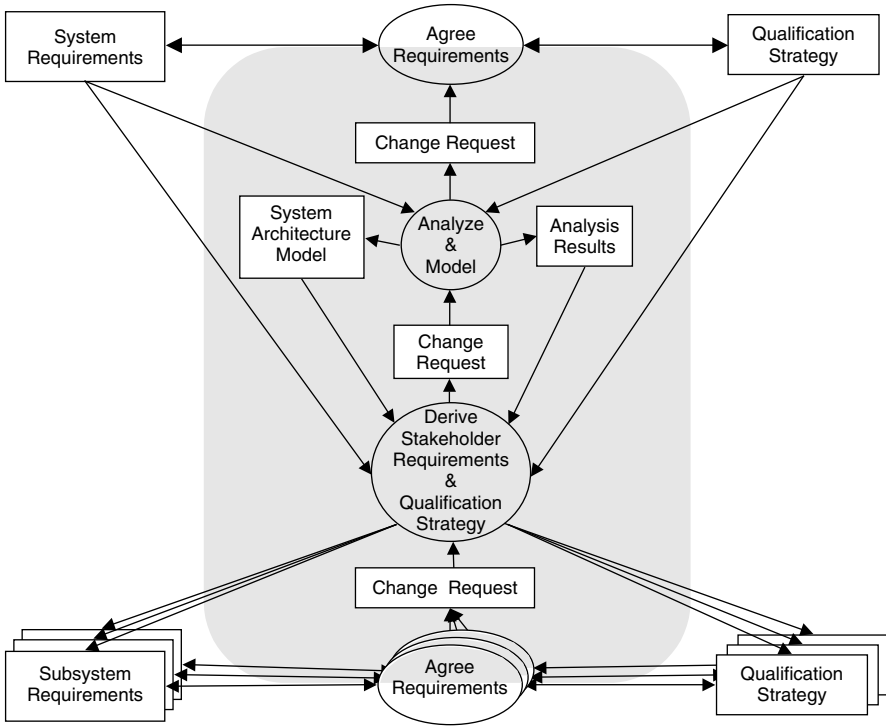 System
Requirements
Agree
Requirements
Qualification
Strategy
Change Request
System
Architecture
Model
Analyze
&
Model
Analysis
Results
Change
Request
Derive
Stakeholder
Requirements
&
Qualification
Strategy
Change Request
Subsystem
Requirements
Agree
Requirements
Qualification
Strategy